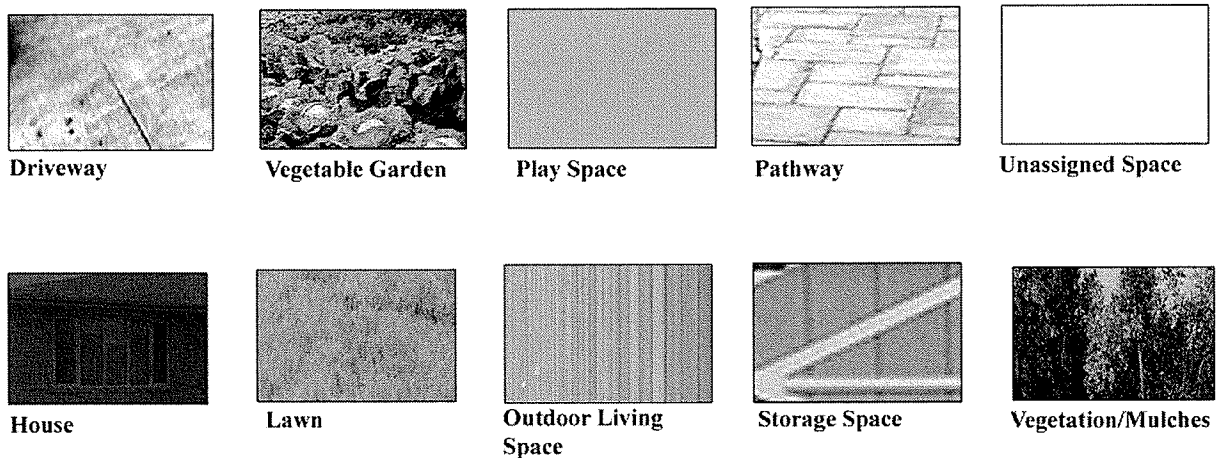 Driveway
Vegetable Garden
Play Space
Pathway
Unassigned Space
House
Lawn
Outdoor Living
Space
Storage Space
Vegetation/Mulches